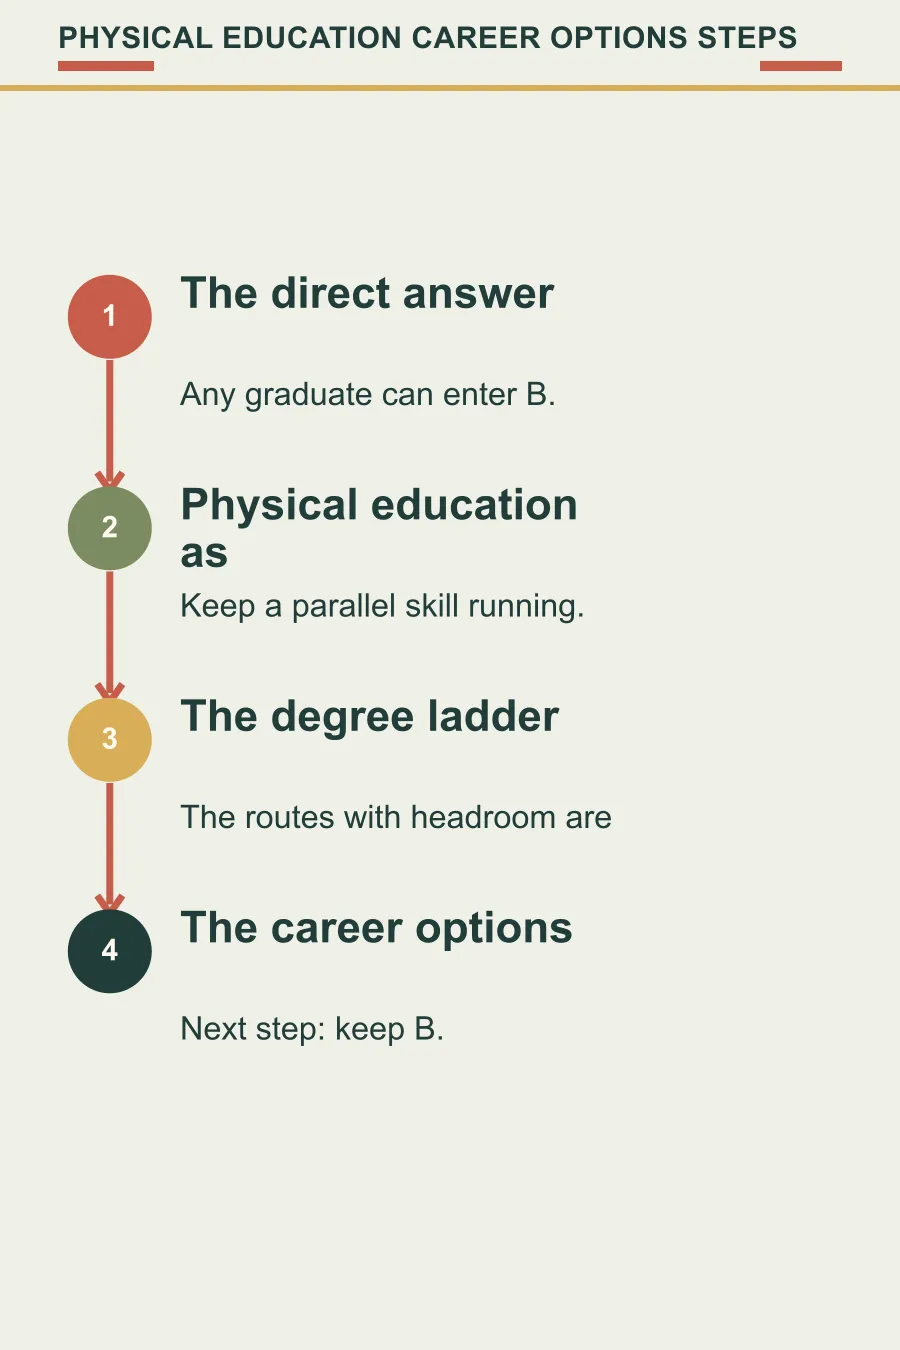 PHYSICAL EDUCATION CAREER OPTIONS STEPS
1
The direct answer
Any graduate can enter B.
2
Physical education
as
Keep a parallel skill running.
3
The degree ladder
The routes with headroom are
4
The career options
Next step: keep B.